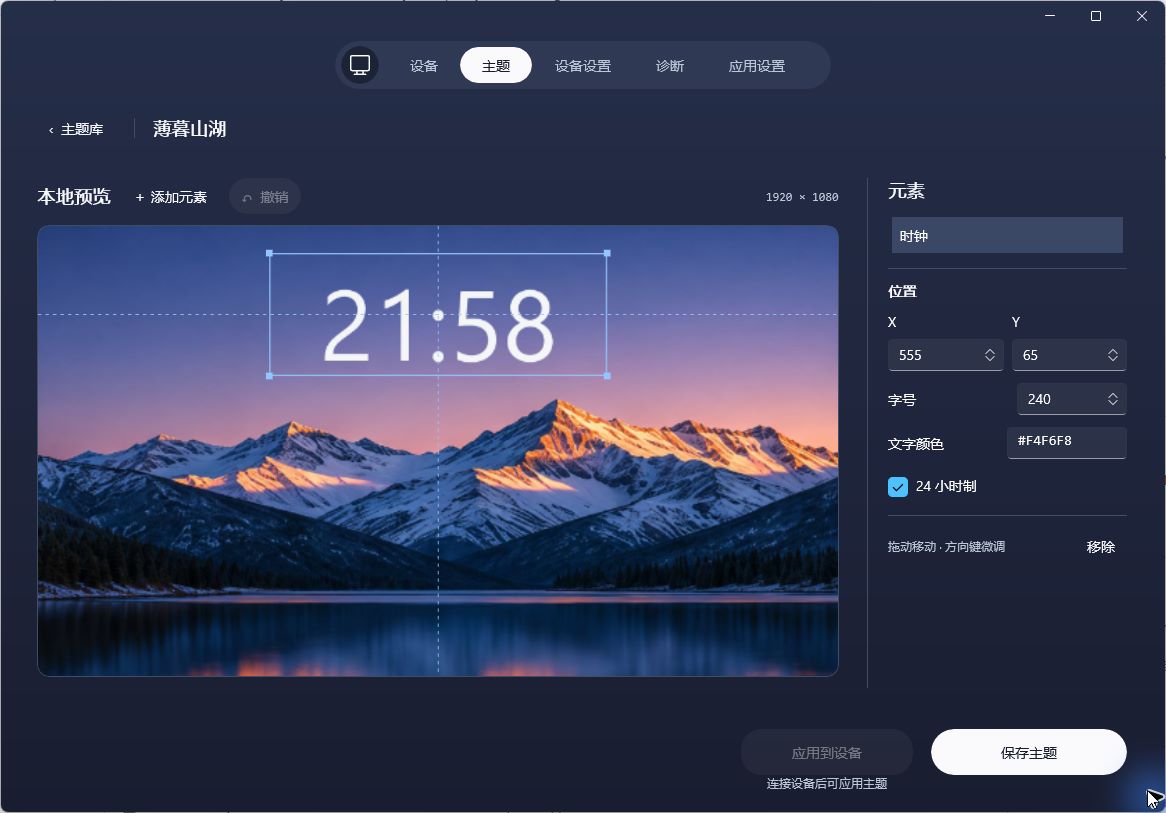 设备
主题
设备设置
诊断
应用设置
‹ 主题库
薄暮山湖
本地预览
+ 添加元素
撤销
1920 × 1080
元素
时钟
21:58
位置
X
Y
555
65
字号
240
文字颜色
#F4F6F8
24 小时制
拖动移动 · 方向键微调
移除
应用到设备
保存主题
连接设备后可应用主题